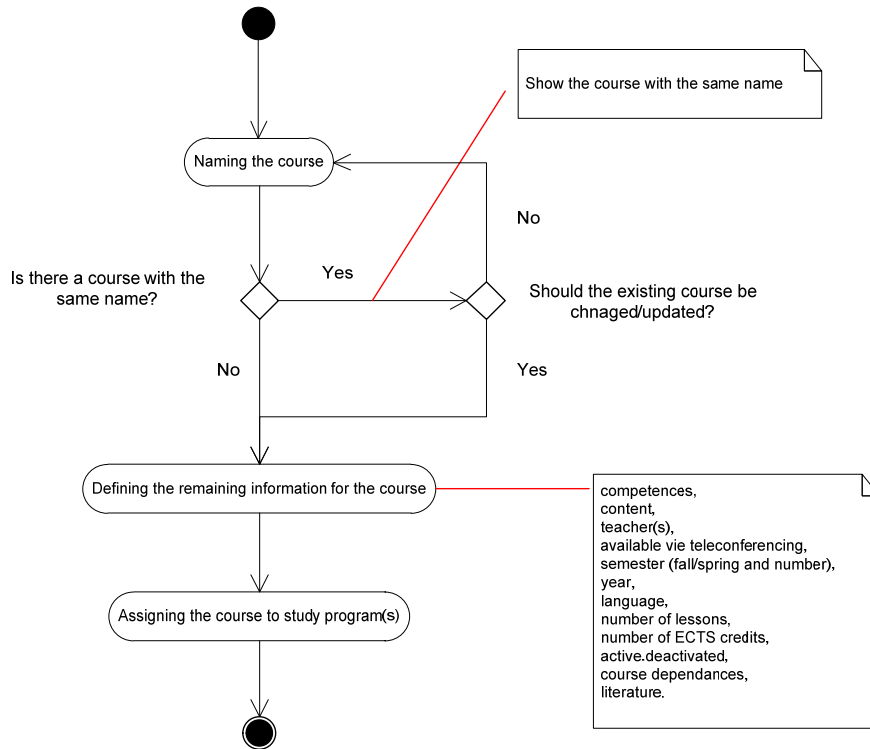 Show the course with the same name
Naming the course
No
Is there a course with the
same name?
Yes
Should the existing course be
chnaged/updated?
No
Yes
Defining the remaining information for the course
competences,
content,
teacher(s),
available vie teleconferencing,
semester (fall/spring and number),
year,
language,
number of lessons,
number of ECTS credits,
active.deactivated,
course dependances,
literature.
Assigning the course to study program(s)